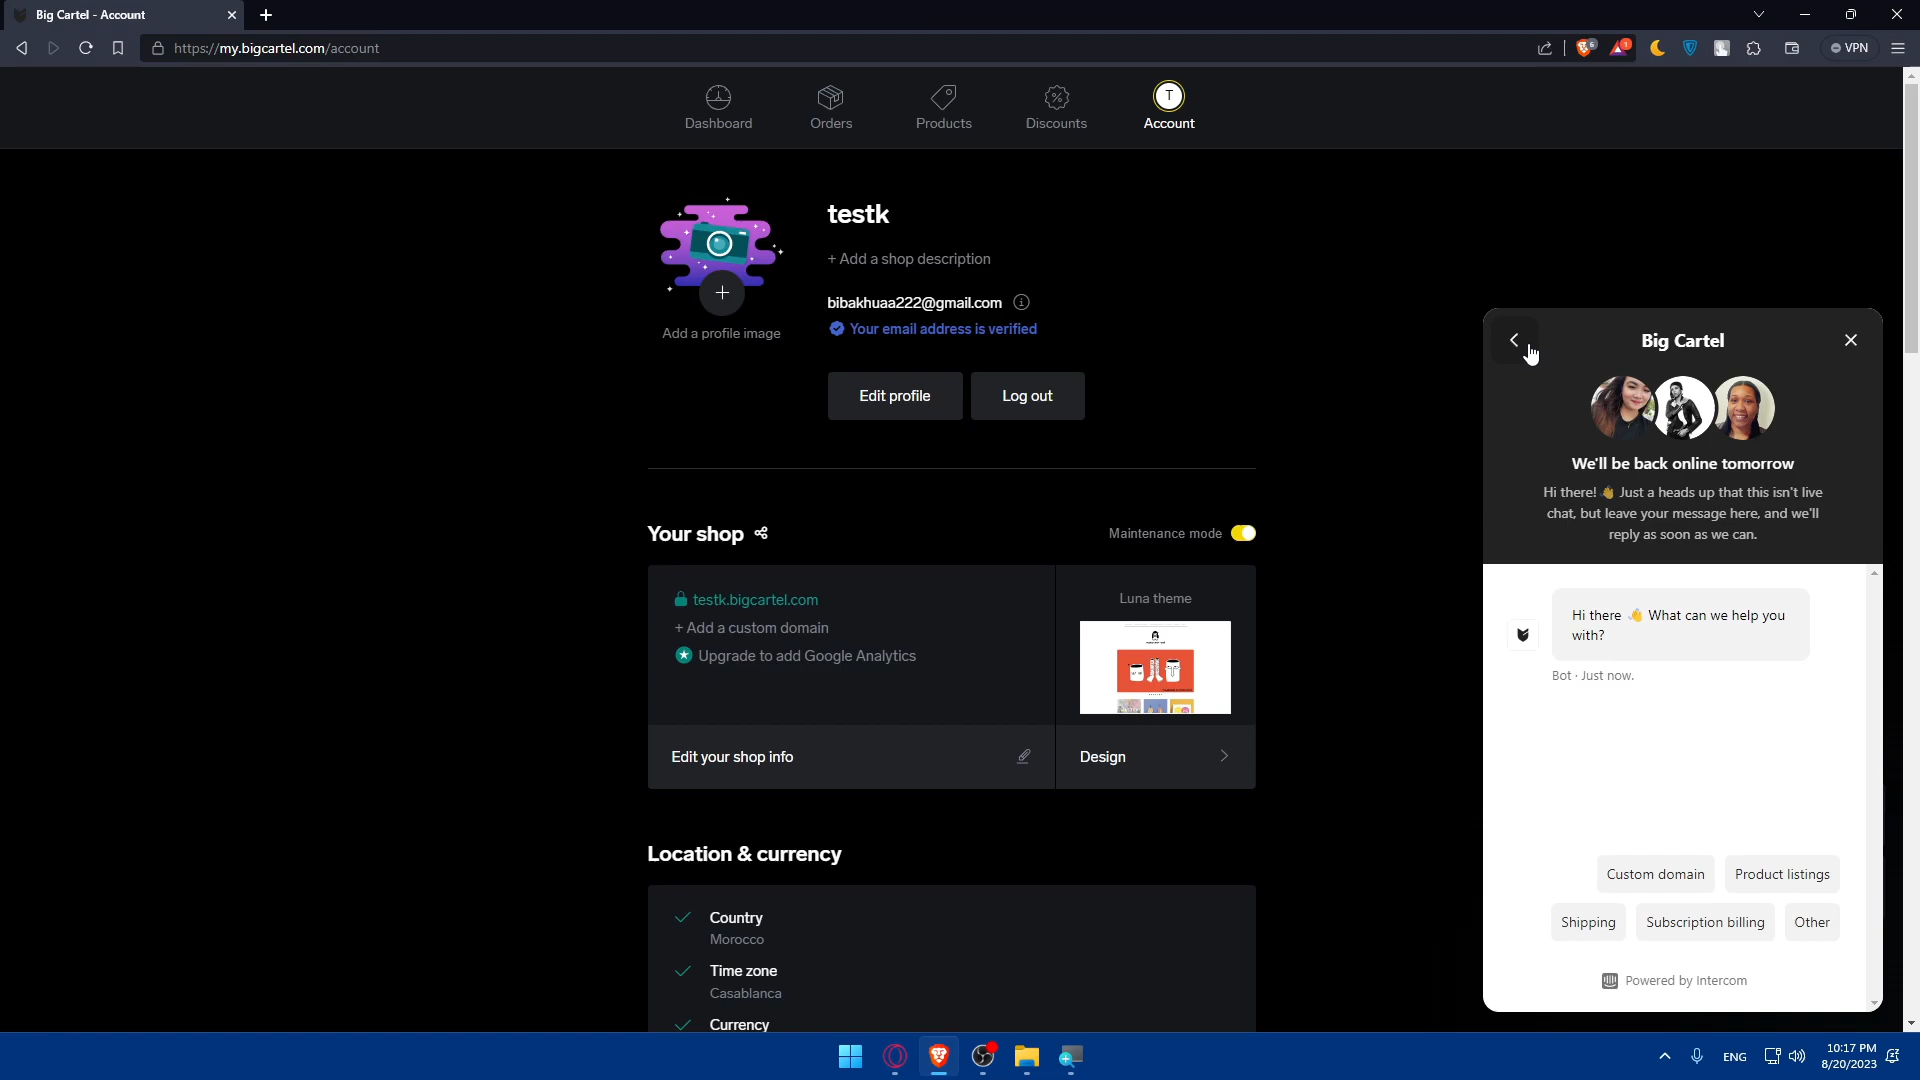 Big Cartel - Account
https://my.bigcartel.com/account
VPN
Dashboard
Orders
Products
Discounts
T
Account
testk
+ Add a shop description
bibakhuaa222@gmail.com
Your email address is verified
Add a profile image
Edit profile
Log out
Your shop
Maintenance mode
testk.bigcartel.com
+ Add a custom domain
Upgrade to add Google Analytics
Luna theme
Edit your shop info
Design
Location & currency
Country
Morocco
Time zone
Casablanca
Currency
Big Cartel
We'll be back online tomorrow
Hi there! 👋 Just a heads up that this isn't live
chat, but leave your message here, and we'll
reply as soon as we can.
Hi there 👋 What can we help you
with?
Bot · Just now.
Custom domain
Product listings
Shipping
Subscription billing
Other
Powered by Intercom
ENG
10:17 PM
8/20/2023